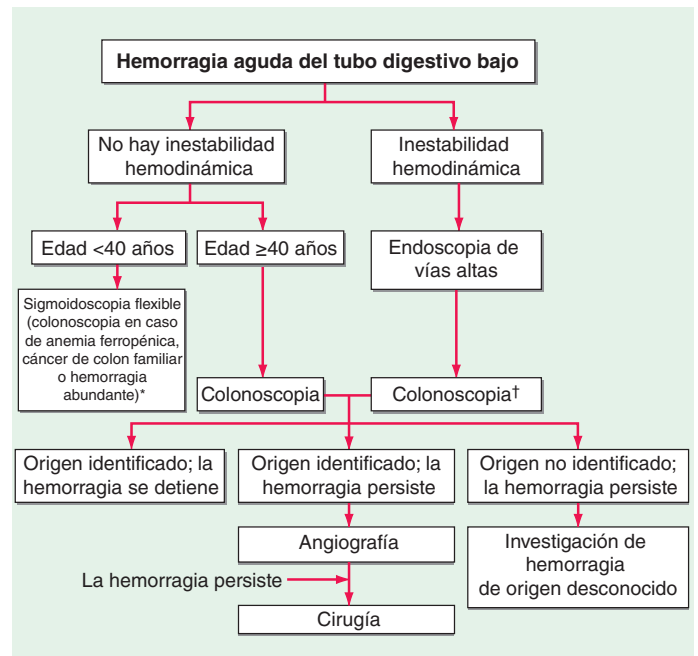 Hemorragia aguda del tubo digestivo bajo
No hay inestabilidad
hemodinámica
Inestabilidad
hemodinámica
Edad <40 años
Edad ≥40 años
Endoscopia de
vías altas
Sigmoidoscopia flexible
(colonoscopia en caso
de anemia ferropénica,
cáncer de colon familiar
o hemorragia
abundante)*
Colonoscopia
Colonoscopia†
Origen identificado; la
hemorragia se detiene
Origen identificado; la
hemorragia persiste
Origen no identificado;
la hemorragia persiste
Angiografía
Investigación de
hemorragia
de origen desconocido
La hemorragia persiste
Cirugía